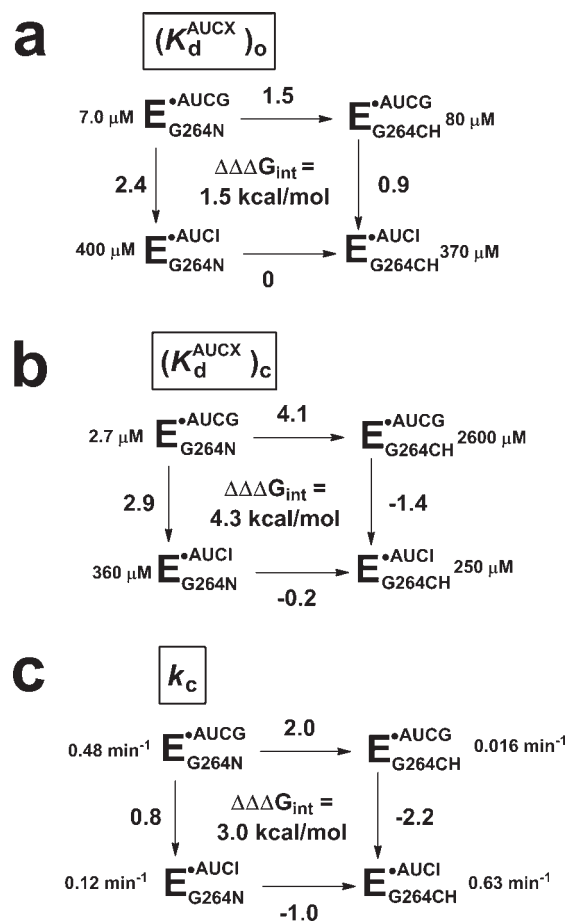 a
(K_d^AUCX)_o
7.0 μM E^•AUCG_G264N 1.5 E^•AUCG_G264CH 80 μM
2.4 ΔΔΔG_int = 1.5 kcal/mol 0.9
400 μM E^•AUCI_G264N 0 E^•AUCI_G264CH 370 μM
b
(K_d^AUCX)_c
2.7 μM E^•AUCG_G264N 4.1 E^•AUCG_G264CH 2600 μM
2.9 ΔΔΔG_int = 4.3 kcal/mol -1.4
360 μM E^•AUCI_G264N -0.2 E^•AUCI_G264CH 250 μM
c
k_c
0.48 min⁻¹ E^•AUCG_G264N 2.0 E^•AUCG_G264CH 0.016 min⁻¹
0.8 ΔΔΔG_int = 3.0 kcal/mol -2.2
0.12 min⁻¹ E^•AUCI_G264N -1.0 E^•AUCI_G264CH 0.63 min⁻¹